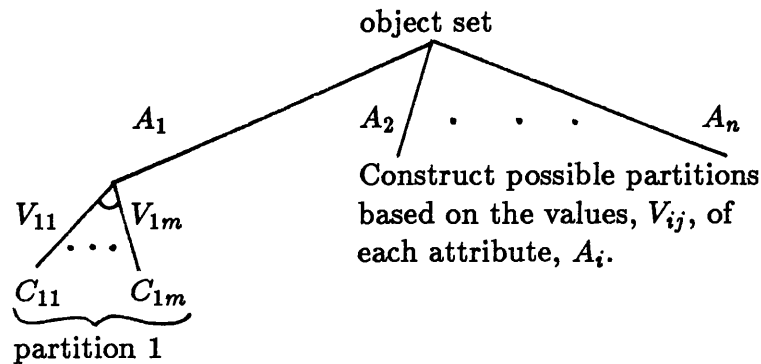 object set
A₁ A₂ . . . Aₙ
Construct possible partitions
based on the values, Vᵢⱼ, of
each attribute, Aᵢ.
V₁₁ V₁ₘ
. . .
C₁₁ C₁ₘ
partition 1